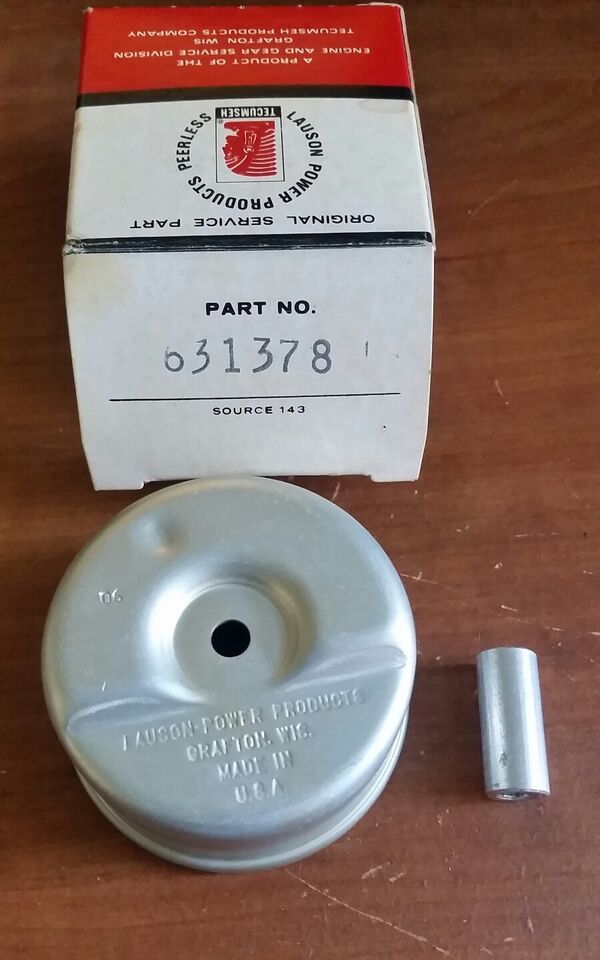 A PRODUCT OF THE
ENGINE AND GEAR SERVICE DIVISION
GRAFTON WIS
TECUMSEH PRODUCTS COMPANY
LAUSON POWER PRODUCTS PEERLESS
TECUMSEH
ORIGINAL SERVICE PART
PART NO.
631378
SOURCE 143
90
LAUSON-POWER PRODUCTS
GRAFTON, WIS.
MADE IN
U.S.A